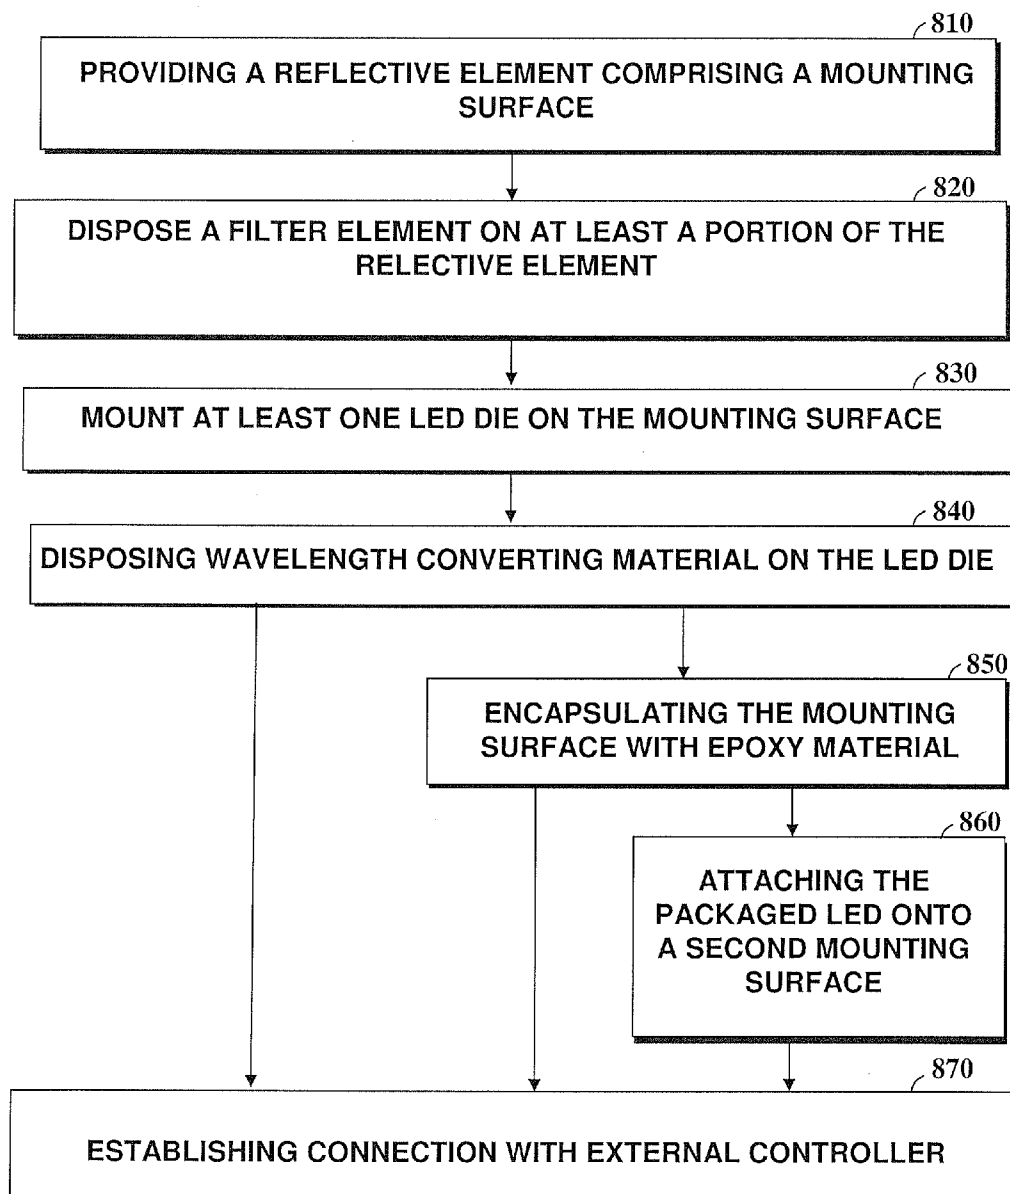 810
PROVIDING A REFLECTIVE ELEMENT COMPRISING A MOUNTING
SURFACE
820
DISPOSE A FILTER ELEMENT ON AT LEAST A PORTION OF THE
RELECTIVE ELEMENT
830
MOUNT AT LEAST ONE LED DIE ON THE MOUNTING SURFACE
840
DISPOSING WAVELENGTH CONVERTING MATERIAL ON THE LED DIE
850
ENCAPSULATING THE MOUNTING
SURFACE WITH EPOXY MATERIAL
860
ATTACHING THE
PACKAGED LED ONTO
A SECOND MOUNTING
SURFACE
870
ESTABLISHING CONNECTION WITH EXTERNAL CONTROLLER